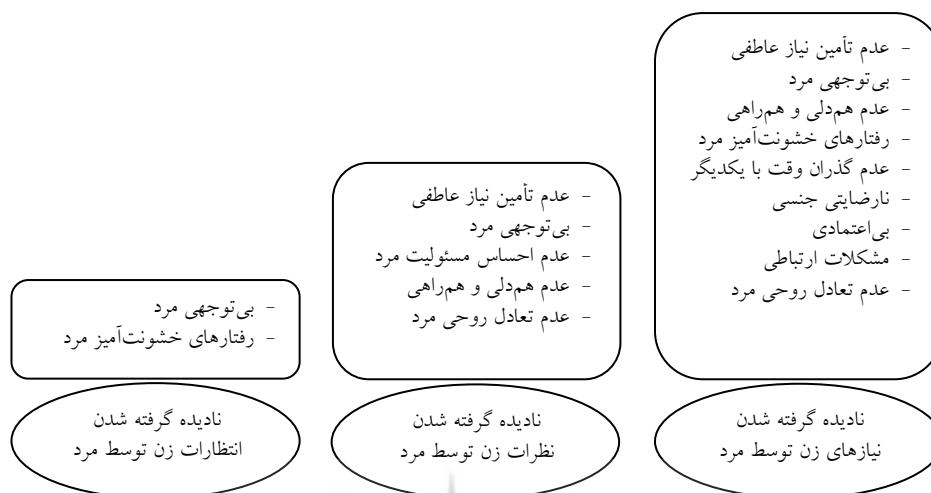 - عدم تأمین نیاز عاطفی
- بی‌توجهی مرد
- عدم هم‌دلی و هم‌راهی
- رفتارهای خشونت‌آمیز مرد
- عدم گذران وقت با یکدیگر
- نارضایتی جنسی
- بی‌اعتمادی
- مشکلات ارتباطی
- عدم تعادل روحی مرد
نادیده گرفته شدن
نیازهای زن توسط مرد
- عدم تأمین نیاز عاطفی
- بی‌توجهی مرد
- عدم احساس مسئولیت مرد
- عدم هم‌دلی و هم‌راهی
- عدم تعادل روحی مرد
نادیده گرفته شدن
نظرات زن توسط مرد
- بی‌توجهی مرد
- رفتارهای خشونت‌آمیز مرد
نادیده گرفته شدن
انتظارات زن توسط مرد